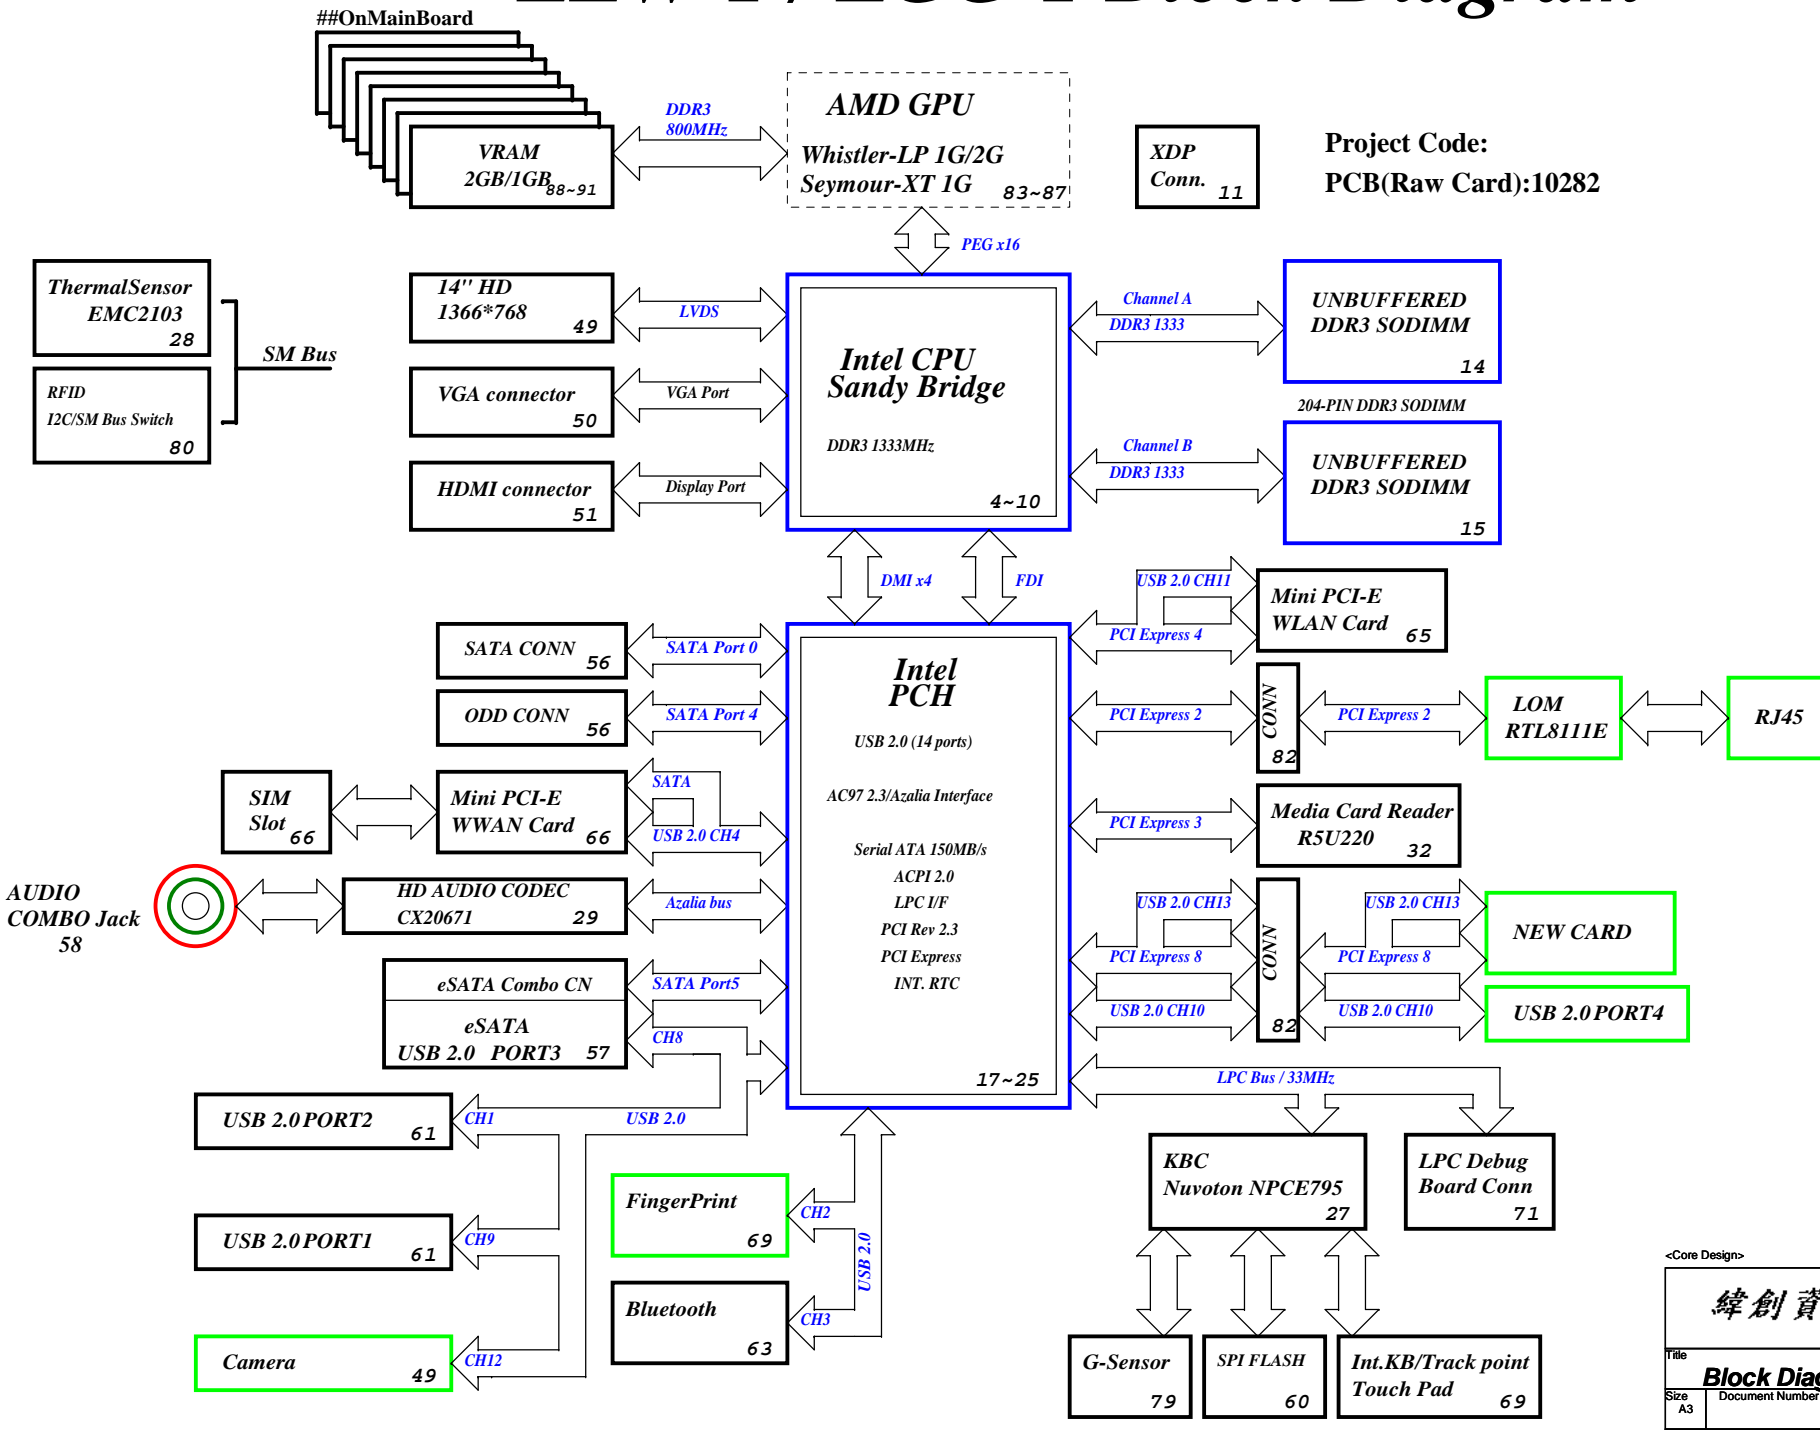 Block Diagram
##OnMainBoard
VRAM
2GB/1GB
88~91
DDR3
800MHz
AMD GPU
Whistler-LP 1G/2G
Seymour-XT 1G
83~87
XDP
Conn.
11
Project Code:
PCB(Raw Card):10282
PEG x16
ThermalSensor
EMC2103
28
RFID
I2C/SM Bus Switch
80
SM Bus
14" HD
1366*768
49
LVDS
VGA connector
50
VGA Port
HDMI connector
51
Display Port
Intel CPU
Sandy Bridge
DDR3 1333MHz
4~10
Channel A
DDR3 1333
UNBUFFERED
DDR3 SODIMM
14
204-PIN DDR3 SODIMM
Channel B
DDR3 1333
UNBUFFERED
DDR3 SODIMM
15
DMI x4
FDI
SATA CONN
56
SATA Port 0
ODD CONN
56
SATA Port 4
SIM
Slot
66
Mini PCI-E
WWAN Card
66
SATA
USB 2.0 CH4
AUDIO
COMBO Jack
58
HD AUDIO CODEC
CX20671
29
Azalia bus
eSATA Combo CN
eSATA
USB 2.0 PORT3
57
SATA Port5
CH8
USB 2.0 PORT2
61
CH1
USB 2.0
USB 2.0 PORT1
61
CH9
Camera
49
CH12
Intel
PCH
USB 2.0 (14 ports)
AC97 2.3/Azalia Interface
Serial ATA 150MB/s
ACPI 2.0
LPC I/F
PCI Rev 2.3
PCI Express
INT. RTC
17~25
FingerPrint
69
CH2
USB 2.0
Bluetooth
63
CH3
USB 2.0 CH11
PCI Express 4
Mini PCI-E
WLAN Card
65
PCI Express 2
CONN
82
PCI Express 2
LOM
RTL8111E
RJ45
PCI Express 3
Media Card Reader
R5U220
32
USB 2.0 CH13
PCI Express 8
USB 2.0 CH10
CONN
82
USB 2.0 CH13
PCI Express 8
USB 2.0 CH10
NEW CARD
USB 2.0 PORT4
LPC Bus / 33MHz
KBC
Nuvoton NPCE795
27
LPC Debug
Board Conn
71
G-Sensor
79
SPI FLASH
60
Int.KB/Track point
Touch Pad
69
<Core Design>
緯創資
Title
Block Diag
Size
A3
Document Number